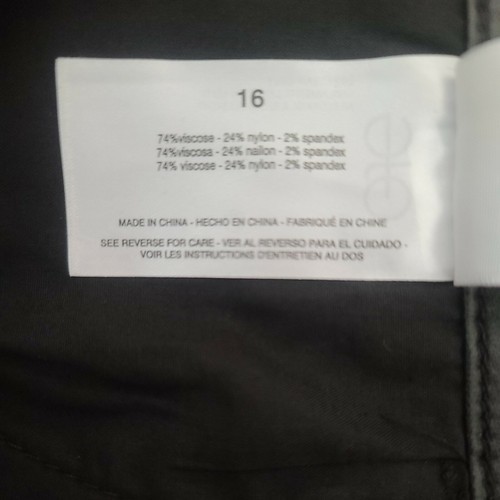 16
74%viscose - 24% nylon - 2% spandex
74%viscosa - 24% nailon - 2% spandex
74% viscose - 24% nylon - 2% spandex
MADE IN CHINA - HECHO EN CHINA - FABRIQUÉ EN CHINE
SEE REVERSE FOR CARE - VER AL REVERSO PARA EL CUIDADO -
VOIR LES INSTRUCTIONS D'ENTRETIEN AU DOS